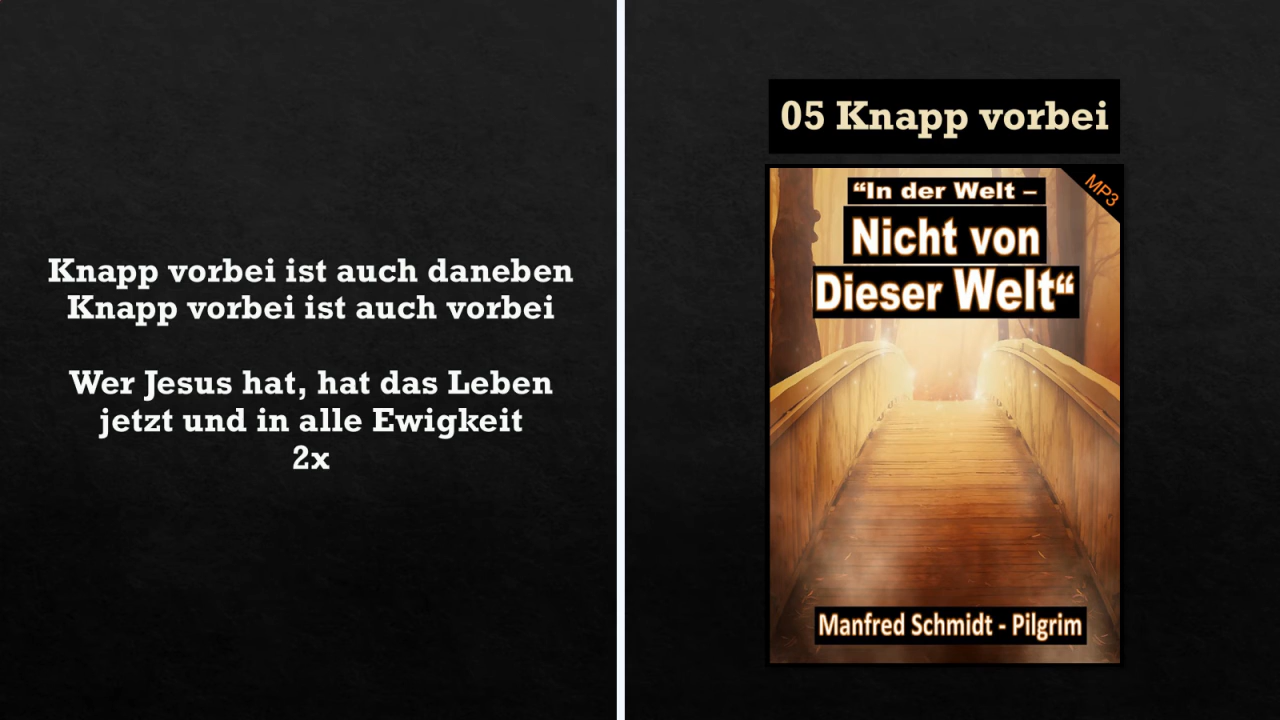 Knapp vorbei ist auch daneben
Knapp vorbei ist auch vorbei
Wer Jesus hat, hat das Leben
jetzt und in alle Ewigkeit
2x
05 Knapp vorbei
MP3
“In der Welt –
Nicht von
Dieser Welt“
Manfred Schmidt - Pilgrim